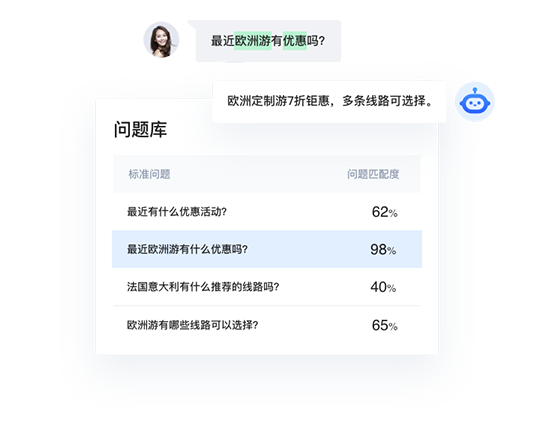 最近欧洲游有优惠吗?
欧洲定制游7折钜惠，多条线路可选择。
问题库
标准问题 问题匹配度
最近有什么优惠活动? 62%
最近欧洲游有什么优惠吗? 98%
法国意大利有什么推荐的线路吗? 40%
欧洲游有哪些线路可以选择? 65%